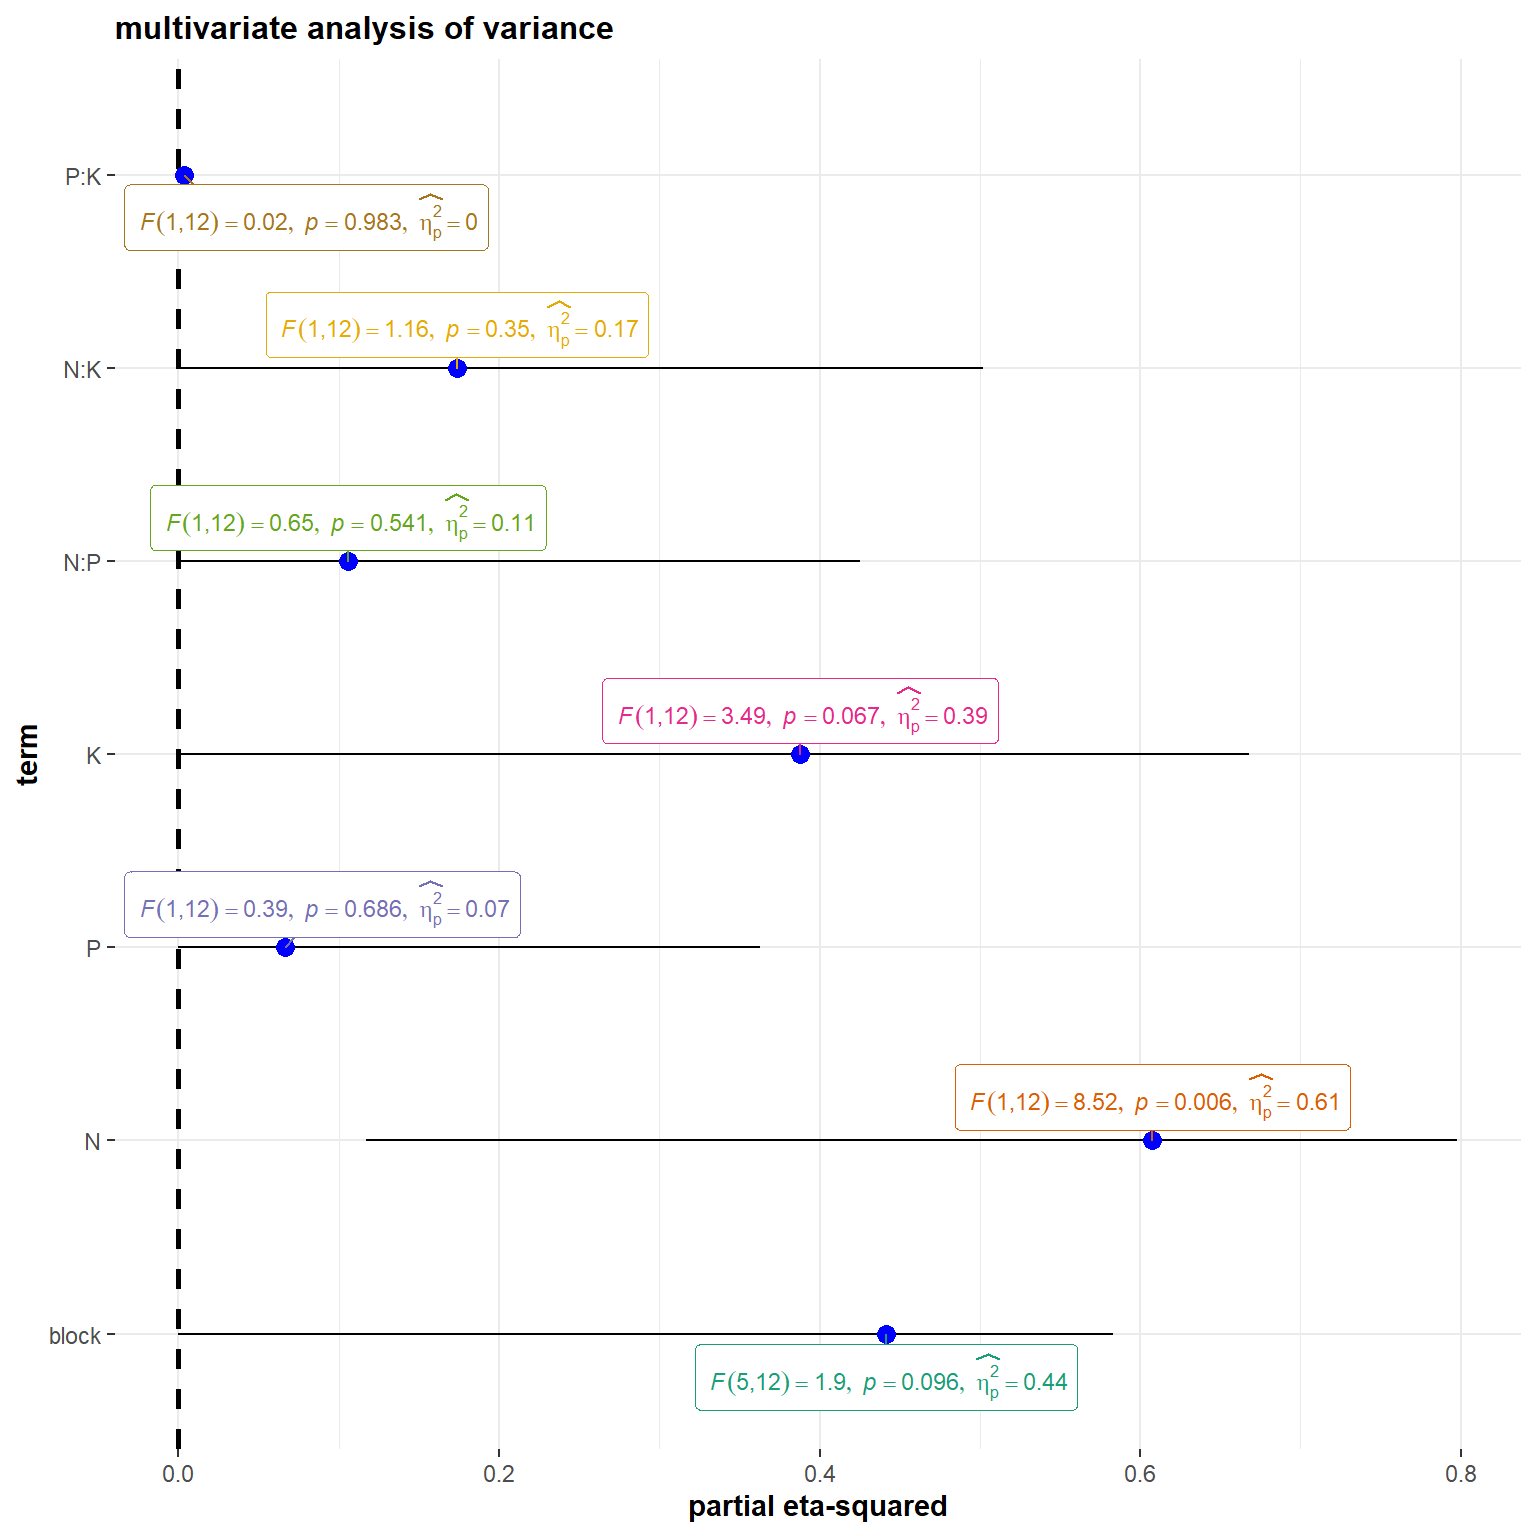 multivariate analysis of variance
P:K
F(1,12) = 0.02, p = 0.983, η̂²ₚ = 0
F(1,12) = 1.16, p = 0.35, η̂²ₚ = 0.17
N:K
F(1,12) = 0.65, p = 0.541, η̂²ₚ = 0.11
N:P
F(1,12) = 3.49, p = 0.067, η̂²ₚ = 0.39
K
term
F(1,12) = 0.39, p = 0.686, η̂²ₚ = 0.07
P
F(1,12) = 8.52, p = 0.006, η̂²ₚ = 0.61
N
block
F(5,12) = 1.9, p = 0.096, η̂²ₚ = 0.44
0.0 0.2 0.4 0.6 0.8
partial eta-squared